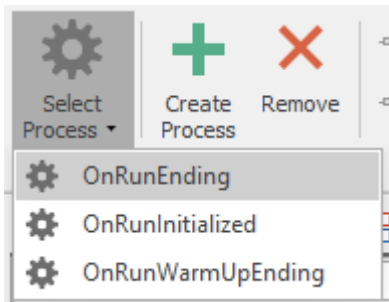 Select
Process
Create
Process
Remove
OnRunEnding
OnRunInitialized
OnRunWarmUpEnding